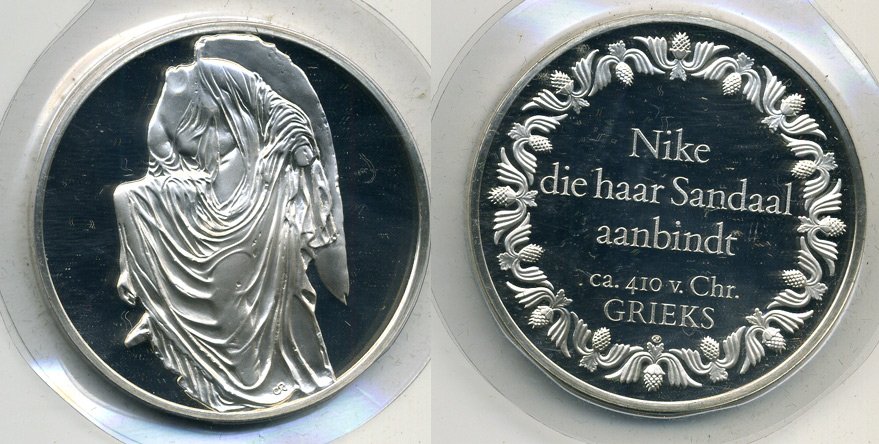 Nike
die haar Sandaal
aanbindt
ca. 410 v. Chr.
GRIEKS